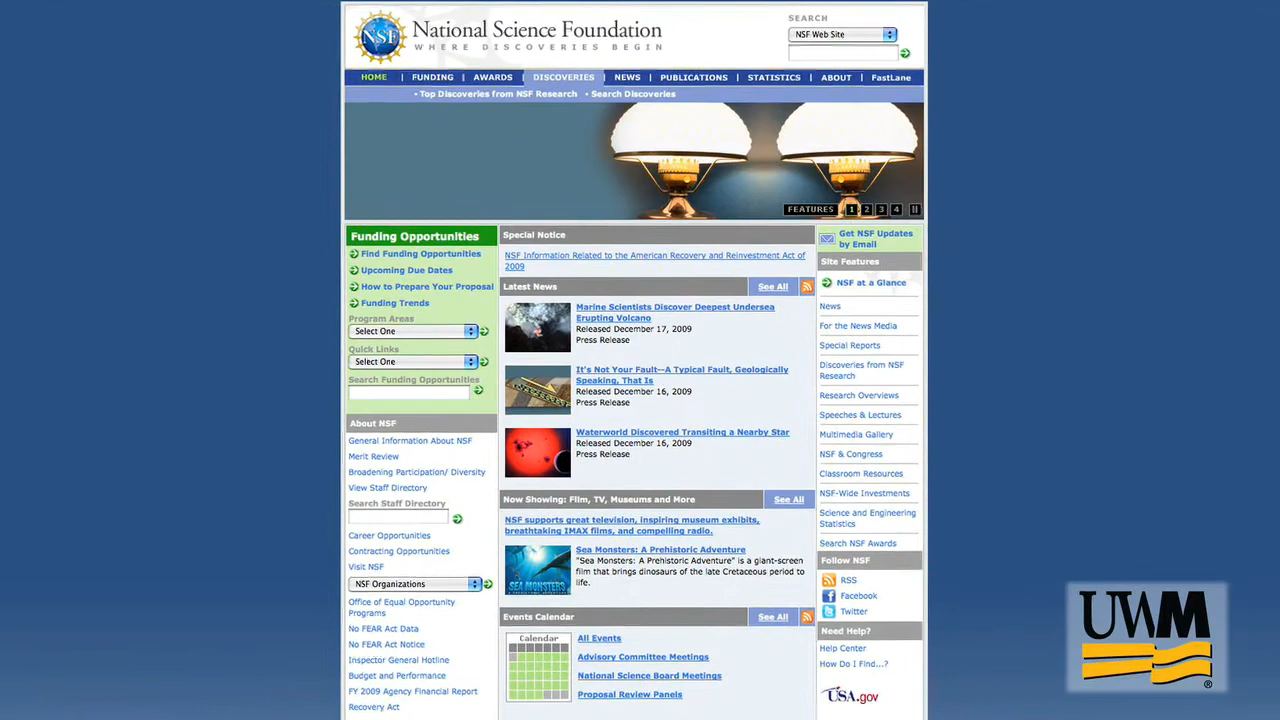 NSF
National Science Foundation
WHERE DISCOVERIES BEGIN
SEARCH
NSF Web Site
HOME | FUNDING | AWARDS | DISCOVERIES | NEWS | PUBLICATIONS | STATISTICS | ABOUT | FastLane
• Top Discoveries from NSF Research • Search Discoveries
FEATURES 1 2 3 4
Funding Opportunities
Find Funding Opportunities
Upcoming Due Dates
How to Prepare Your Proposal
Funding Trends
Program Areas
Select One
Quick Links
Select One
Search Funding Opportunities
About NSF
General Information About NSF
Merit Review
Broadening Participation/ Diversity
View Staff Directory
Search Staff Directory
Career Opportunities
Contracting Opportunities
Visit NSF
NSF Organizations
Office of Equal Opportunity
Programs
No FEAR Act Data
No FEAR Act Notice
Inspector General Hotline
Budget and Performance
FY 2009 Agency Financial Report
Recovery Act
Special Notice
NSF Information Related to the American Recovery and Reinvestment Act of
2009
Latest News
See All
Marine Scientists Discover Deepest Undersea
Erupting Volcano
Released December 17, 2009
Press Release
It's Not Your Fault--A Typical Fault, Geologically
Speaking, That Is
Released December 16, 2009
Press Release
Waterworld Discovered Transiting a Nearby Star
Released December 16, 2009
Press Release
Now Showing: Film, TV, Museums and More
See All
NSF supports great television, inspiring museum exhibits,
breathtaking IMAX films, and compelling radio.
SEA MONSTERS
Sea Monsters: A Prehistoric Adventure
"Sea Monsters: A Prehistoric Adventure" is a giant-screen
film that brings dinosaurs of the late Cretaceous period to
life.
Events Calendar
See All
Calendar
All Events
Advisory Committee Meetings
National Science Board Meetings
Proposal Review Panels
Get NSF Updates
by Email
Site Features
NSF at a Glance
News
For the News Media
Special Reports
Discoveries from NSF
Research
Research Overviews
Speeches & Lectures
Multimedia Gallery
NSF & Congress
Classroom Resources
NSF-Wide Investments
Science and Engineering
Statistics
Search NSF Awards
Follow NSF
RSS
Facebook
Twitter
Need Help?
Help Center
How Do I Find...?
USA.gov
UWM
®